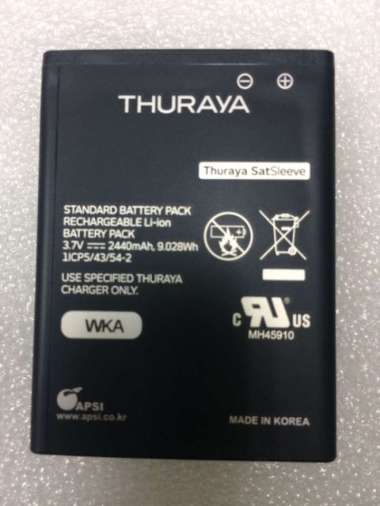 THURAYA
Thuraya SatSleeve
STANDARD BATTERY PACK
RECHARGEABLE Li-ion
BATTERY PACK
3.7V ⎓ 2440mAh, 9.028Wh
1ICP5/43/54-2
USE SPECIFIED THURAYA
CHARGER ONLY.
WKA
c RU US
MH45910
APSI
www.apsi.co.kr
MADE IN KOREA